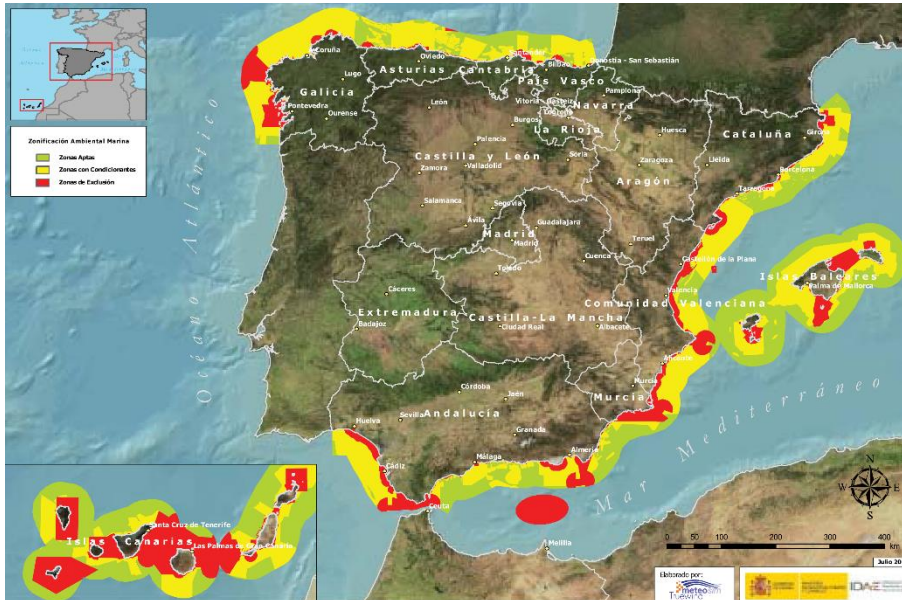 Zonificación Ambiental Marina
Zonas Aptas
Zonas con Condicionantes
Zonas de Exclusión
Coruña
Lugo
Galicia
Pontevedra
Ourense
Oviedo
Asturias
Santander
Cantabria
Bilbao
Donostia - San Sebastián
País Vasco
Vitoria
Pamplona
Navarra
La Rioja
León
Burgos
Palencia
Castilla y León
Zamora
Valladolid
Soria
Salamanca
Segovia
Ávila
Huesca
Zaragoza
Aragón
Teruel
Cataluña
Girona
Lleida
Barcelona
Tarragona
Guadalajara
Madrid
Madrid
Toledo
Cuenca
Castellón de la Plana
Valencia
Comunidad Valenciana
Islas Baleares
Palma de Mallorca
Cáceres
Extremadura
Badajoz
Castilla-La Mancha
Ciudad Real
Albacete
Alicante
Murcia
Murcia
Córdoba
Jaén
Andalucía
Sevilla
Huelva
Granada
Málaga
Almería
Cádiz
Ceuta
Melilla
Océano Atlántico
Mar Mediterráneo
Santa Cruz de Tenerife
Islas Canarias
Las Palmas de Gran Canaria
N
W E
S
0 50 100 200 300 400
km
Julio 20
Elaborado por:
meteosim
Truewind
IDAE